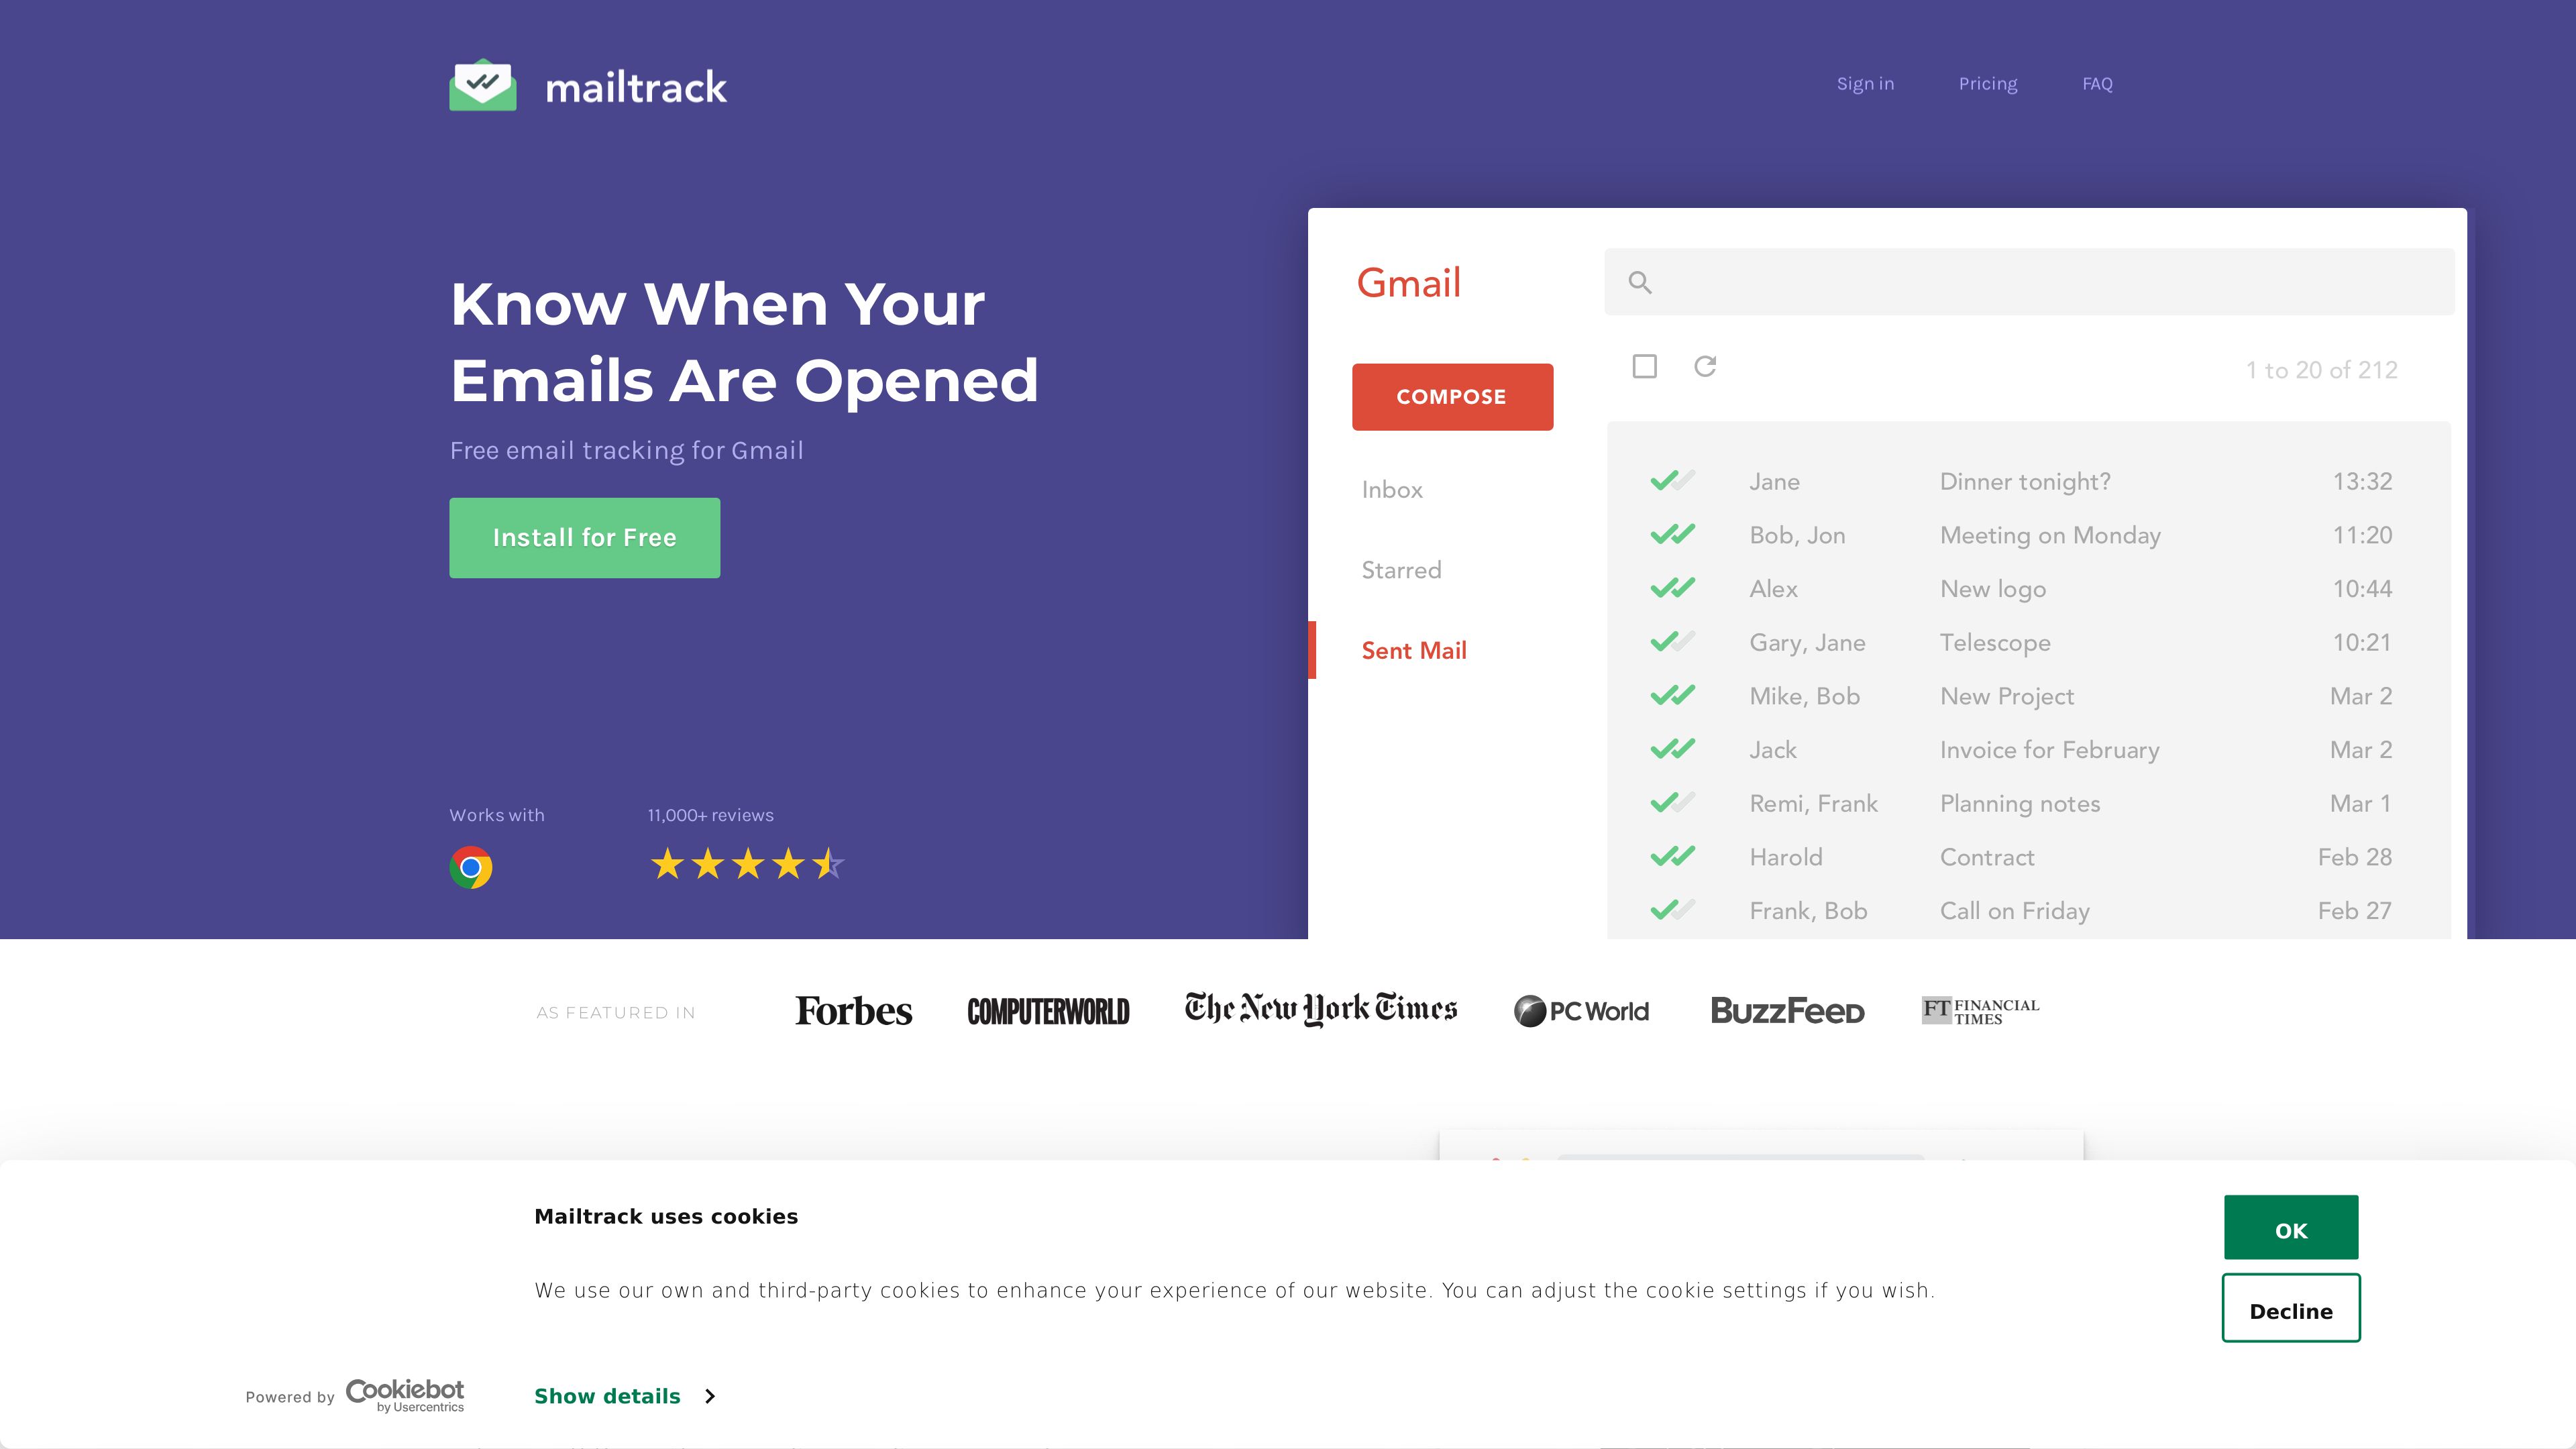 mailtrack
Sign in
Pricing
FAQ
Know When Your
Emails Are Opened
Free email tracking for Gmail
Install for Free
Works with
11,000+ reviews
Gmail
COMPOSE
Inbox
Starred
Sent Mail
1 to 20 of 212
Jane Dinner tonight? 13:32
Bob, Jon Meeting on Monday 11:20
Alex New logo 10:44
Gary, Jane Telescope 10:21
Mike, Bob New Project Mar 2
Jack Invoice for February Mar 2
Remi, Frank Planning notes Mar 1
Harold Contract Feb 28
Frank, Bob Call on Friday Feb 27
AS FEATURED IN
Forbes
COMPUTERWORLD
The New York Times
PC World
BuzzFeed
FT FINANCIAL
TIMES
Mailtrack uses cookies
We use our own and third-party cookies to enhance your experience of our website. You can adjust the cookie settings if you wish.
OK
Decline
Powered by Cookiebot
by Usercentrics
Show details